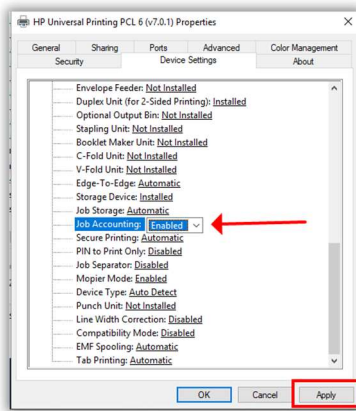 HP Universal Printing PCL 6 (v7.0.1) Properties
General Sharing Ports Advanced Color Management
Security Device Settings About
Envelope Feeder: Not Installed
Duplex Unit (for 2-Sided Printing): Installed
Optional Output Bin: Not Installed
Stapling Unit: Not Installed
Booklet Maker Unit: Not Installed
C-Fold Unit: Not Installed
V-Fold Unit: Not Installed
Edge-To-Edge: Automatic
Storage Device: Installed
Job Storage: Automatic
Job Accounting: Enabled
Secure Printing: Automatic
PIN to Print Only: Disabled
Job Separator: Disabled
Mopier Mode: Enabled
Device Type: Auto Detect
Punch Unit: Not Installed
Line Width Correction: Disabled
Compatibility Mode: Disabled
EMF Spooling: Automatic
Tab Printing: Automatic
OK Cancel Apply